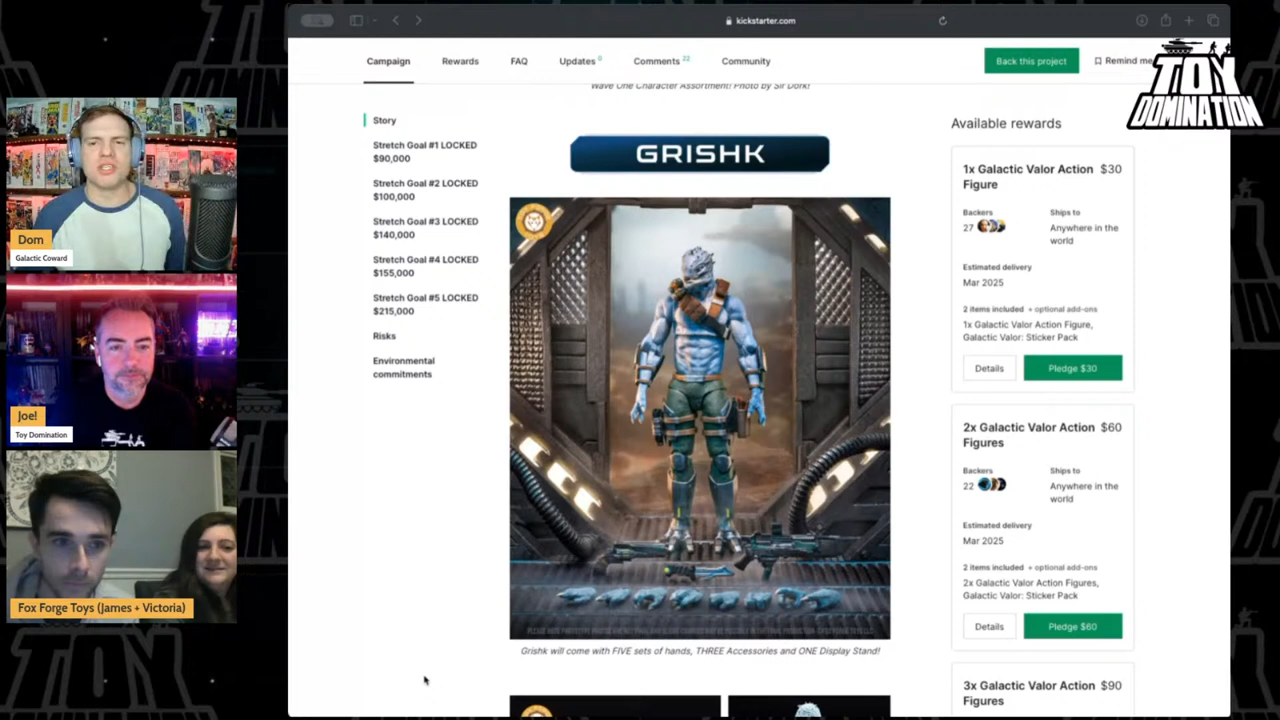 kickstarter.com
Campaign
Rewards
FAQ
Updates 0
Comments 22
Community
Back this project
Remind me
TOY
DOMINATION
Wave One Character Assortment! Photo by Sir Dork!
Story
Stretch Goal #1 LOCKED
$90,000
Stretch Goal #2 LOCKED
$100,000
Stretch Goal #3 LOCKED
$140,000
Stretch Goal #4 LOCKED
$155,000
Stretch Goal #5 LOCKED
$215,000
Risks
Environmental
commitments
GRISHK
Grishk will come with FIVE sets of hands, THREE Accessories and ONE Display Stand!
Available rewards
1x Galactic Valor Action
Figure
$30
Backers
27
Ships to
Anywhere in the
world
Estimated delivery
Mar 2025
2 items included + optional add-ons
1x Galactic Valor Action Figure,
Galactic Valor: Sticker Pack
Details
Pledge $30
2x Galactic Valor Action
Figures
$60
Backers
22
Ships to
Anywhere in the
world
Estimated delivery
Mar 2025
2 items included + optional add-ons
2x Galactic Valor Action Figures,
Galactic Valor: Sticker Pack
Details
Pledge $60
3x Galactic Valor Action
Figures
$90
Dom
Galactic Coward
Joe!
Toy Domination
Fox Forge Toys (James + Victoria)